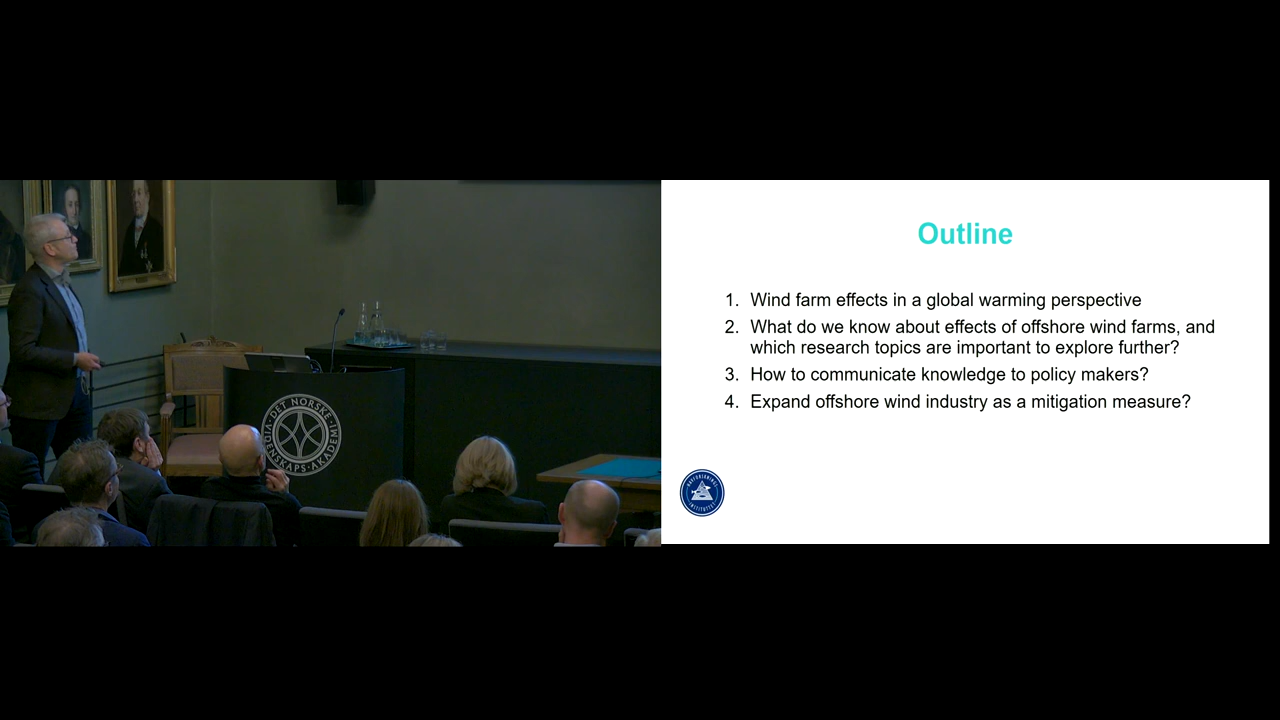 Outline
1. Wind farm effects in a global warming perspective
2. What do we know about effects of offshore wind farms, and
which research topics are important to explore further?
3. How to communicate knowledge to policy makers?
4. Expand offshore wind industry as a mitigation measure?
DET NORSKE
VIDENSKAPS-AKADEMI
HAVFORSKNINGS
INSTITUTTET